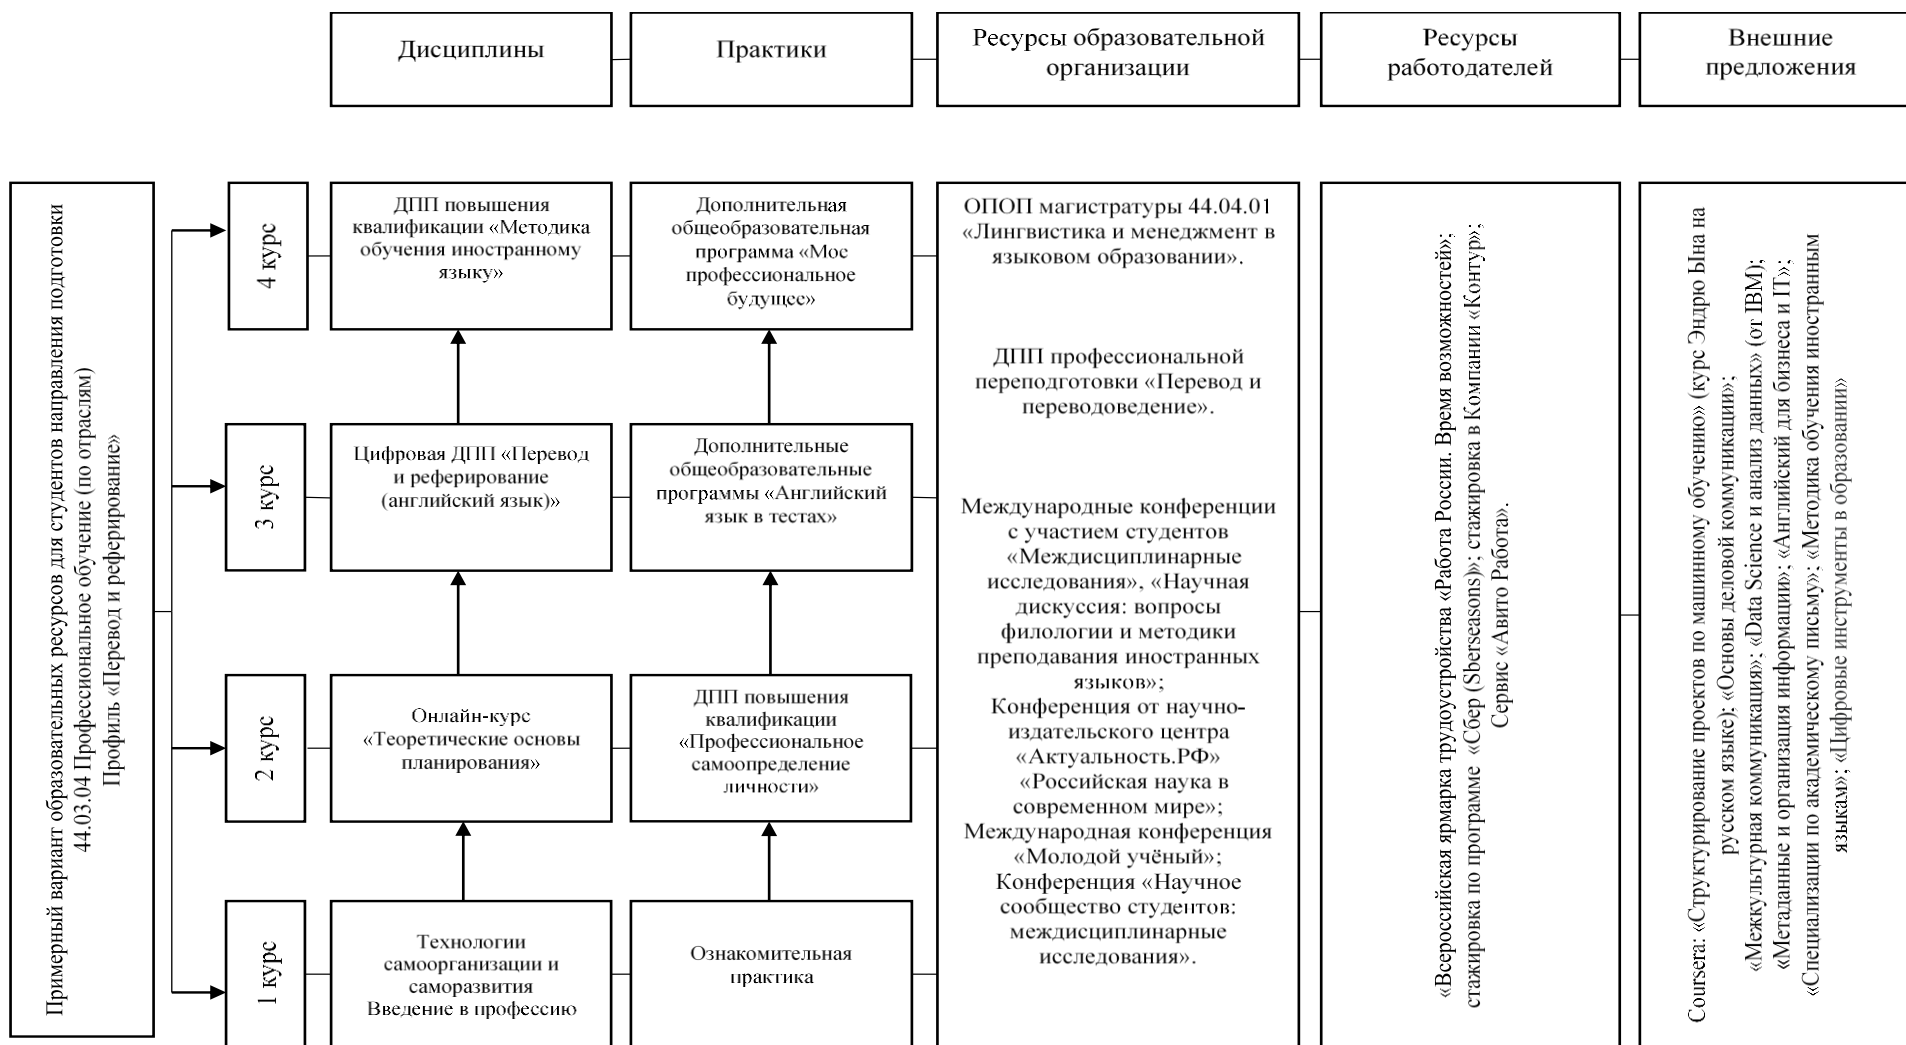 Дисциплины
Практики
Ресурсы образовательной
организации
Ресурсы
работодателей
Внешние
предложения
Примерный вариант образовательных ресурсов для студентов направления подготовки
44.03.04 Профессиональное обучение (по отраслям)
Профиль «Перевод и реферирование»
4 курс
ДПП повышения
квалификации «Методика
обучения иностранному
языку»
Дополнительная
общеобразовательная
программа «Мос
профессиональное
будущее»
3 курс
Цифровая ДПП «Перевод
и реферирование
(английский язык)»
Дополнительные
общеобразовательные
программы «Английский
язык в тестах»
2 курс
Онлайн-курс
«Теоретические основы
планирования»
ДПП повышения
квалификации
«Профессиональное
самоопределение
личности»
1 курс
Технологии
самоорганизации и
саморазвития
Введение в профессию
Ознакомительная
практика
ОПОП магистратуры 44.04.01
«Лингвистика и менеджмент в
языковом образовании».
ДПП профессиональной
переподготовки «Перевод и
переводоведение».
Международные конференции
с участием студентов
«Междисциплинарные
исследования», «Научная
дискуссия: вопросы
филологии и методики
преподавания иностранных
языков»;
Конференция от научно-
издательского центра
«Актуальность.РФ»
«Российская наука в
современном мире»;
Международная конференция
«Молодой учёный»;
Конференция «Научное
сообщество студентов:
междисциплинарные
исследования».
«Всероссийская ярмарка трудоустройства «Работа России. Время возможностей»;
стажировка по программе «Сбер (Sberseasons)»; стажировка в Компании «Контур»;
Сервис «Авито Работа».
Coursera: «Структурирование проектов по машинному обучению» (курс Эндрю Ына на
русском языке); «Основы деловой коммуникации»;
«Межкультурная коммуникация»; «Data Science и анализ данных» (от IBM);
«Метаданные и организация информации»; «Английский для бизнеса и IT»;
«Специализации по академическому письму»; «Методика обучения иностранным
языкам»; «Цифровые инструменты в образовании»